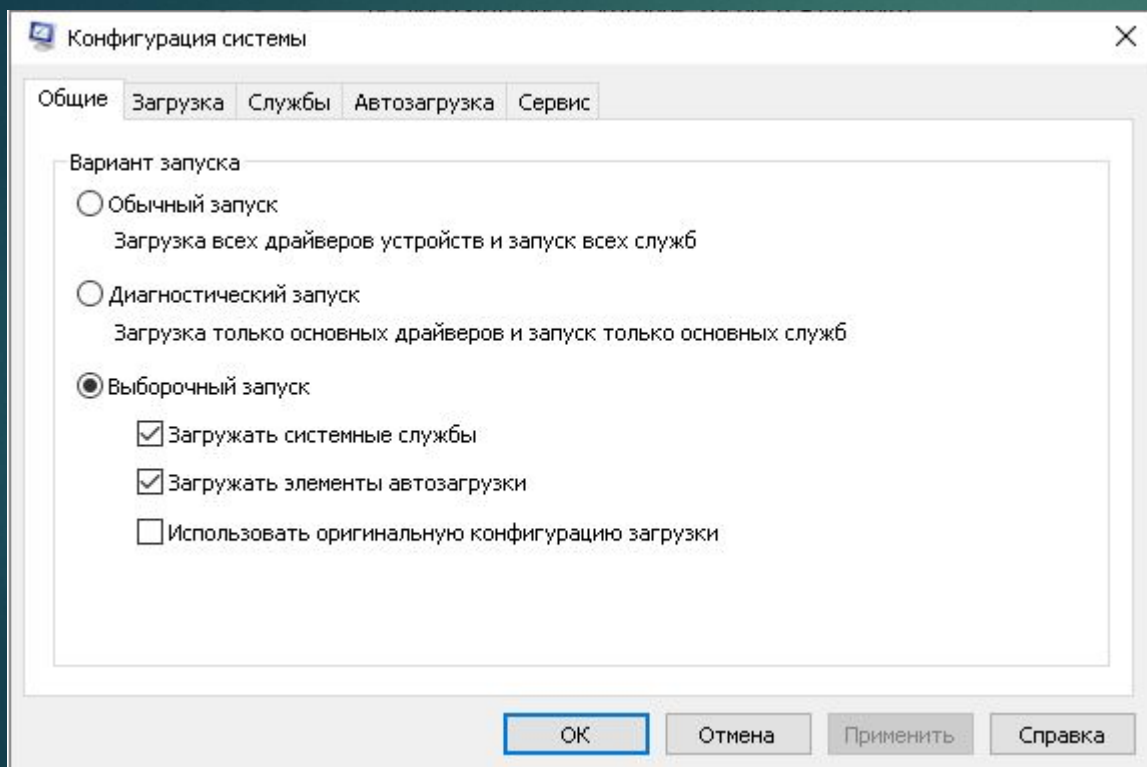 Конфигурация системы
Общие Загрузка Службы Автозагрузка Сервис
Вариант запуска
Обычный запуск
Загрузка всех драйверов устройств и запуск всех служб
Диагностический запуск
Загрузка только основных драйверов и запуск только основных служб
Выборочный запуск
Загружать системные службы
Загружать элементы автозагрузки
Использовать оригинальную конфигурацию загрузки
ОК Отмена Применить Справка